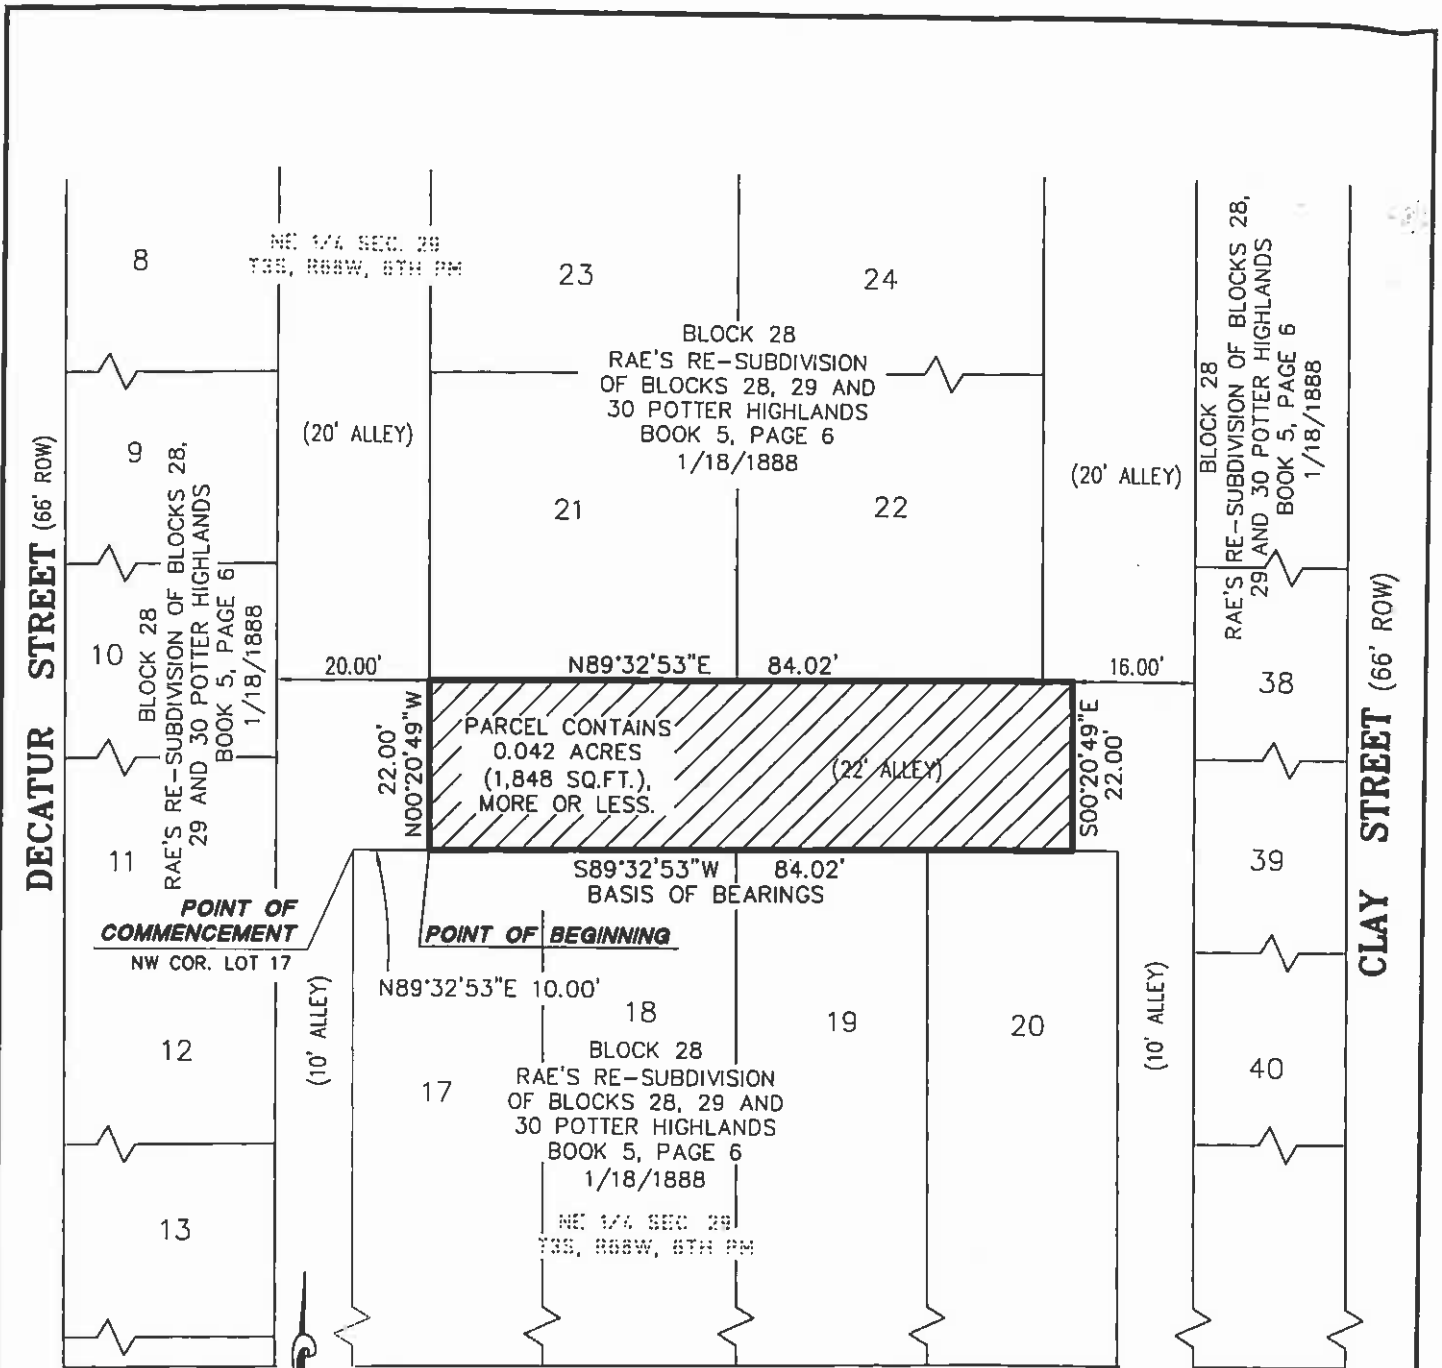 8
NE 1/4 SEC. 29
T3S, R68W, 6TH PM
23
24
BLOCK 28
RAE'S RE-SUBDIVISION
OF BLOCKS 28, 29 AND
30 POTTER HIGHLANDS
BOOK 5, PAGE 6
1/18/1888
BLOCK 28
RAE'S RE-SUBDIVISION OF BLOCKS 28,
29 AND 30 POTTER HIGHLANDS
BOOK 5, PAGE 6
1/18/1888
(20' ALLEY)
9
(20' ALLEY)
21
22
DECATUR STREET (66' ROW)
BLOCK 28
RAE'S RE-SUBDIVISION OF BLOCKS 28,
29 AND 30 POTTER HIGHLANDS
BOOK 5, PAGE 6
1/18/1888
10
20.00'
N89°32'53"E 84.02'
16.00'
38
CLAY STREET (66' ROW)
22.00'
N00°20'49"W
PARCEL CONTAINS
0.042 ACRES
(1,848 SQ.FT.),
MORE OR LESS.
(22' ALLEY)
S00°20'49"E
22.00'
11
39
S89°32'53"W 84.02'
BASIS OF BEARINGS
POINT OF
COMMENCEMENT
NW COR. LOT 17
POINT OF BEGINNING
N89°32'53"E 10.00'
(10' ALLEY)
18
19
20
(10' ALLEY)
12
40
17
BLOCK 28
RAE'S RE-SUBDIVISION
OF BLOCKS 28, 29 AND
30 POTTER HIGHLANDS
BOOK 5, PAGE 6
1/18/1888
13
NE 1/4 SEC 29
T3S, R68W, 6TH PM